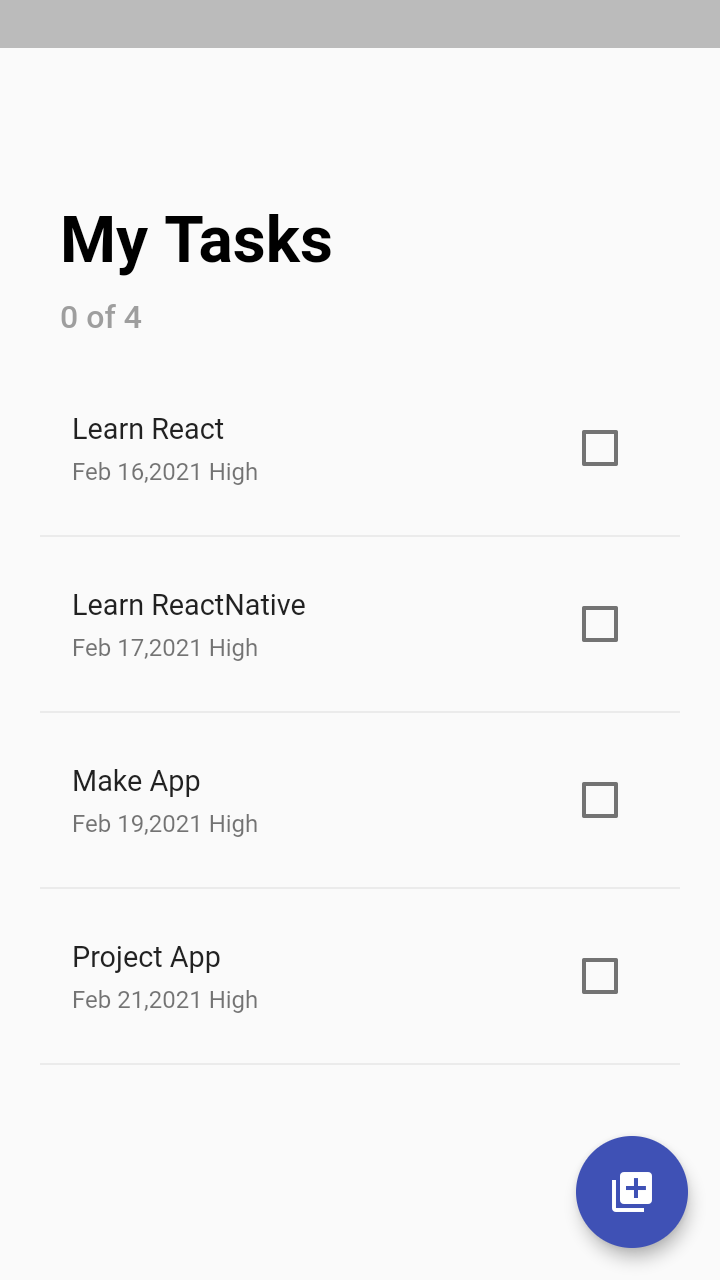 My Tasks
0 of 4
Learn React
Feb 16,2021 High
Learn ReactNative
Feb 17,2021 High
Make App
Feb 19,2021 High
Project App
Feb 21,2021 High